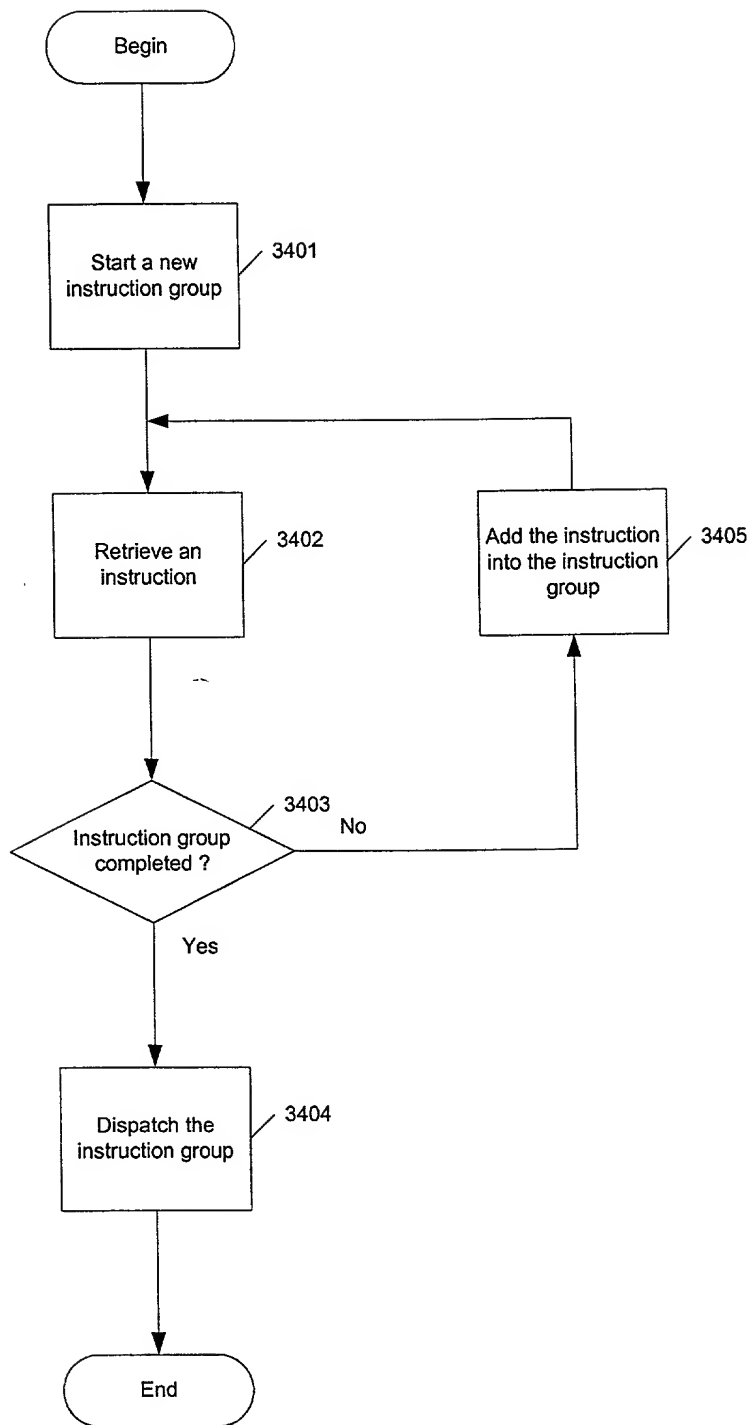 Begin
Start a new
instruction group
3401
Retrieve an
instruction
3402
Add the instruction
into the instruction
group
3405
Instruction group
completed ?
3403
No
Yes
Dispatch the
instruction group
3404
End